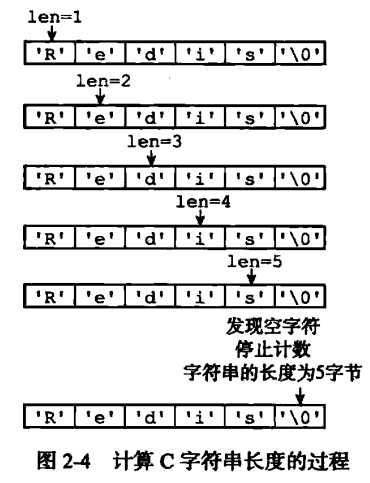 len=1
'R' 'e' 'd' 'i' 's' '\0'
len=2
'R' 'e' 'd' 'i' 's' '\0'
len=3
'R' 'e' 'd' 'i' 's' '\0'
len=4
'R' 'e' 'd' 'i' 's' '\0'
len=5
'R' 'e' 'd' 'i' 's' '\0'
发现空字符
停止计数
字符串的长度为5字节
'R' 'e' 'd' 'i' 's' '\0'
图 2-4 计算 C 字符串长度的过程